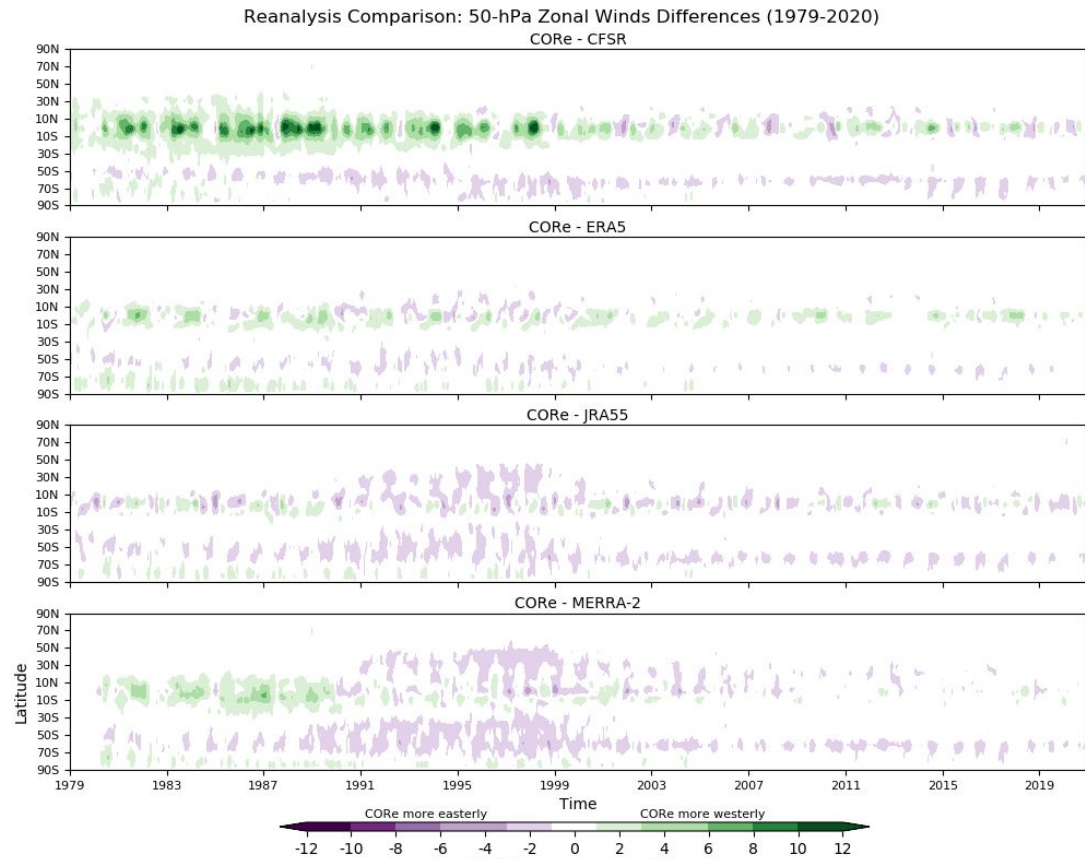 Reanalysis Comparison: 50-hPa Zonal Winds Differences (1979-2020)
CORe - CFSR
90N
70N
50N
30N
10N
10S
30S
50S
70S
90S
CORe - ERA5
90N
70N
50N
30N
10N
10S
30S
50S
70S
90S
CORe - JRA55
90N
70N
50N
30N
10N
10S
30S
50S
70S
90S
CORe - MERRA-2
90N
70N
50N
30N
10N
10S
30S
50S
70S
90S
Latitude
1979 1983 1987 1991 1995 1999 2003 2007 2011 2015 2019
Time
CORe more easterly CORe more westerly
-12 -10 -8 -6 -4 -2 0 2 4 6 8 10 12